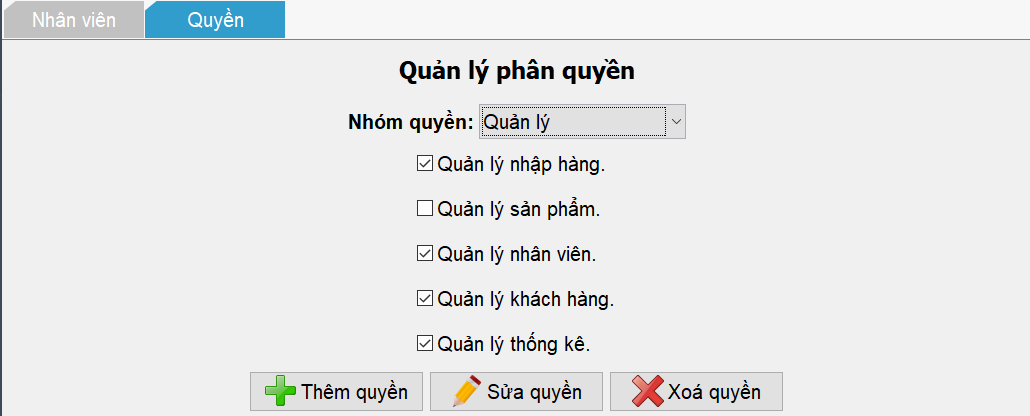 Nhân viên Quyền
Quản lý phân quyền
Nhóm quyền: Quản lý
Quản lý nhập hàng.
Quản lý sản phẩm.
Quản lý nhân viên.
Quản lý khách hàng.
Quản lý thống kê.
Thêm quyền Sửa quyền Xoá quyền